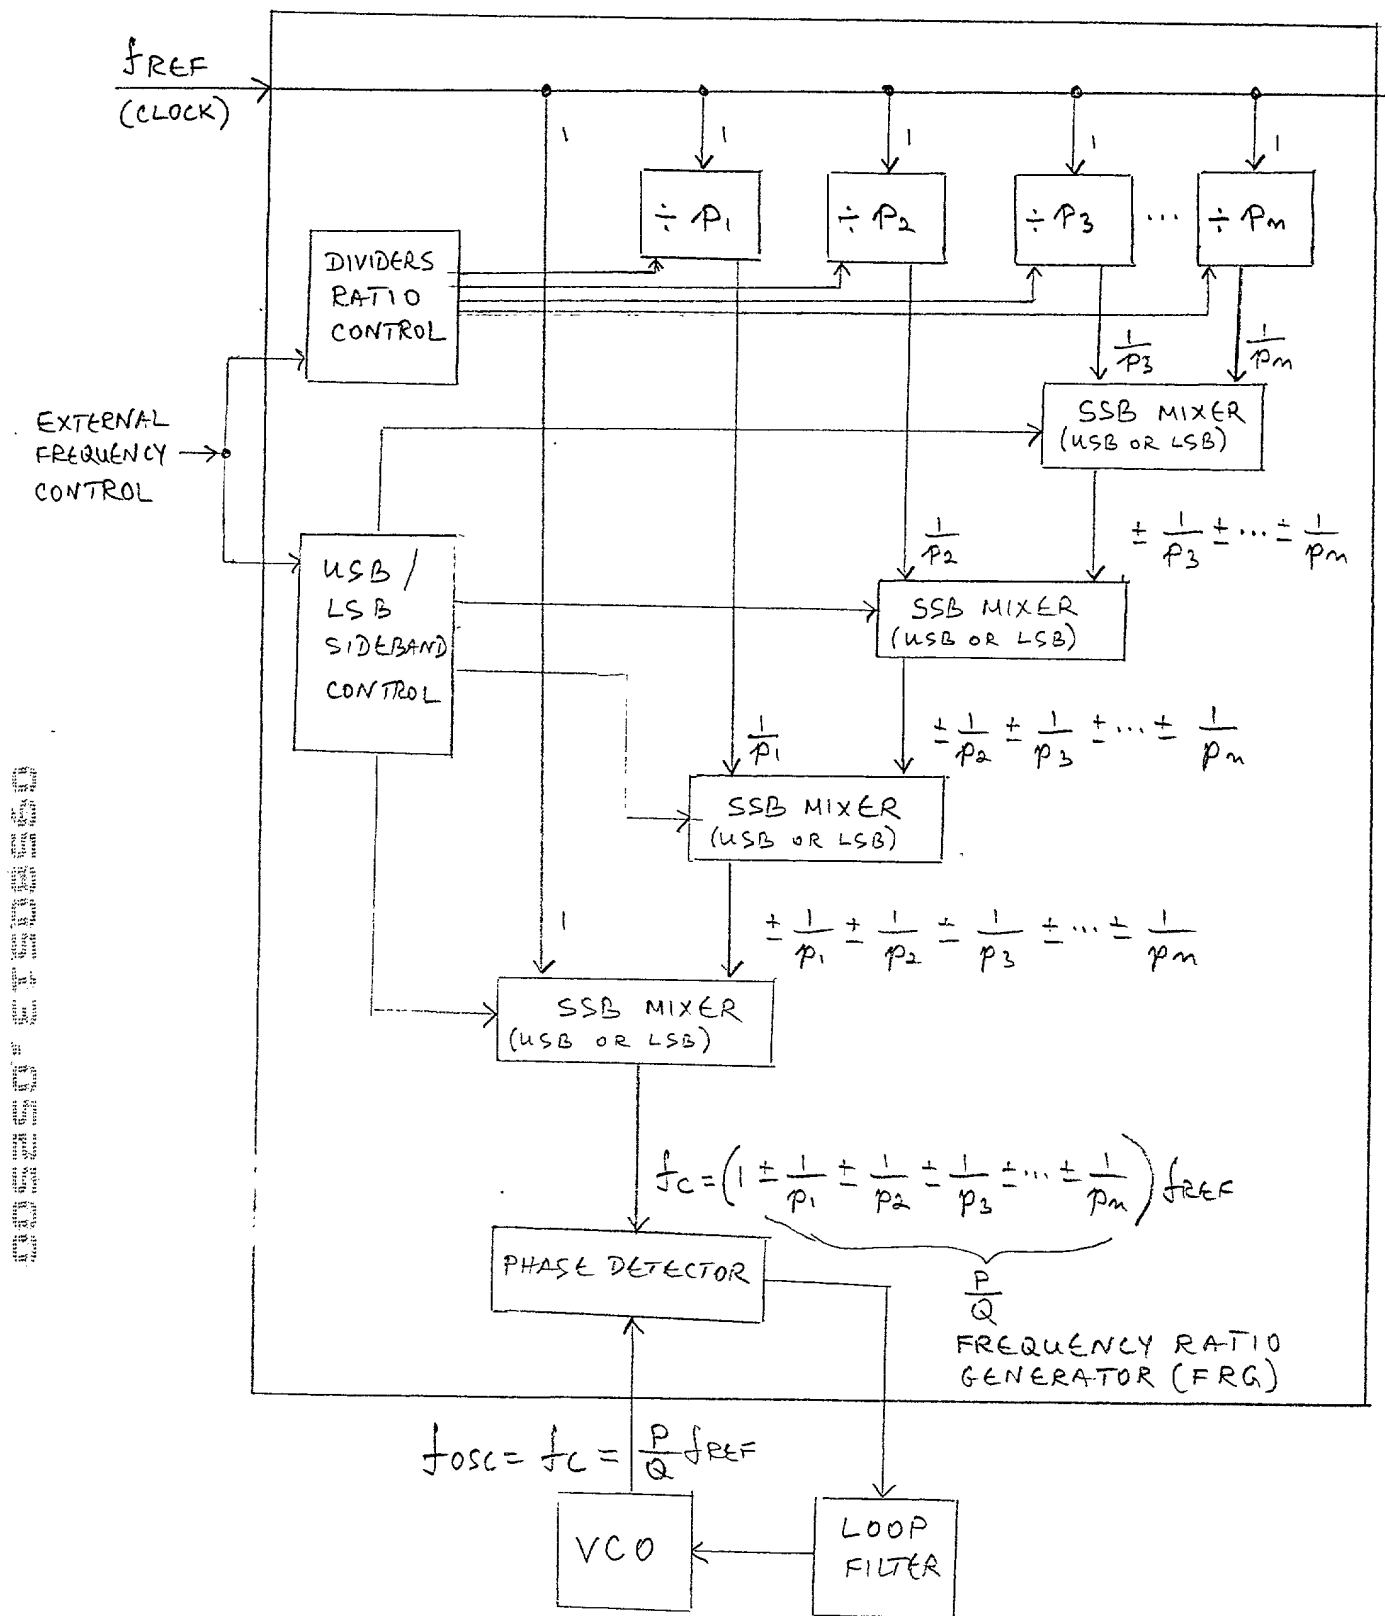 fREF
(CLOCK)
1
1
1
1
1
÷ P1
÷ P2
÷ P3
...
÷ Pn
DIVIDERS
RATIO
CONTROL
1/p3
1/pn
SSB MIXER
(USB OR LSB)
EXTERNAL
FREQUENCY
CONTROL
± 1/p3 ± ... ± 1/pn
1/p2
USB /
LSB
SIDEBAND
CONTROL
SSB MIXER
(USB OR LSB)
± 1/p2 ± 1/p3 ± ... ± 1/pn
1/p1
SSB MIXER
(USB OR LSB)
1
± 1/p1 ± 1/p2 ± 1/p3 ± ... ± 1/pn
SSB MIXER
(USB OR LSB)
fC = (1 ± 1/p1 ± 1/p2 ± 1/p3 ± ... ± 1/pn) fREF
PHASE DETECTOR
P/Q
FREQUENCY RATIO
GENERATOR (FRG)
fOSC = fC = P/Q fREF
VCO
LOOP
FILTER